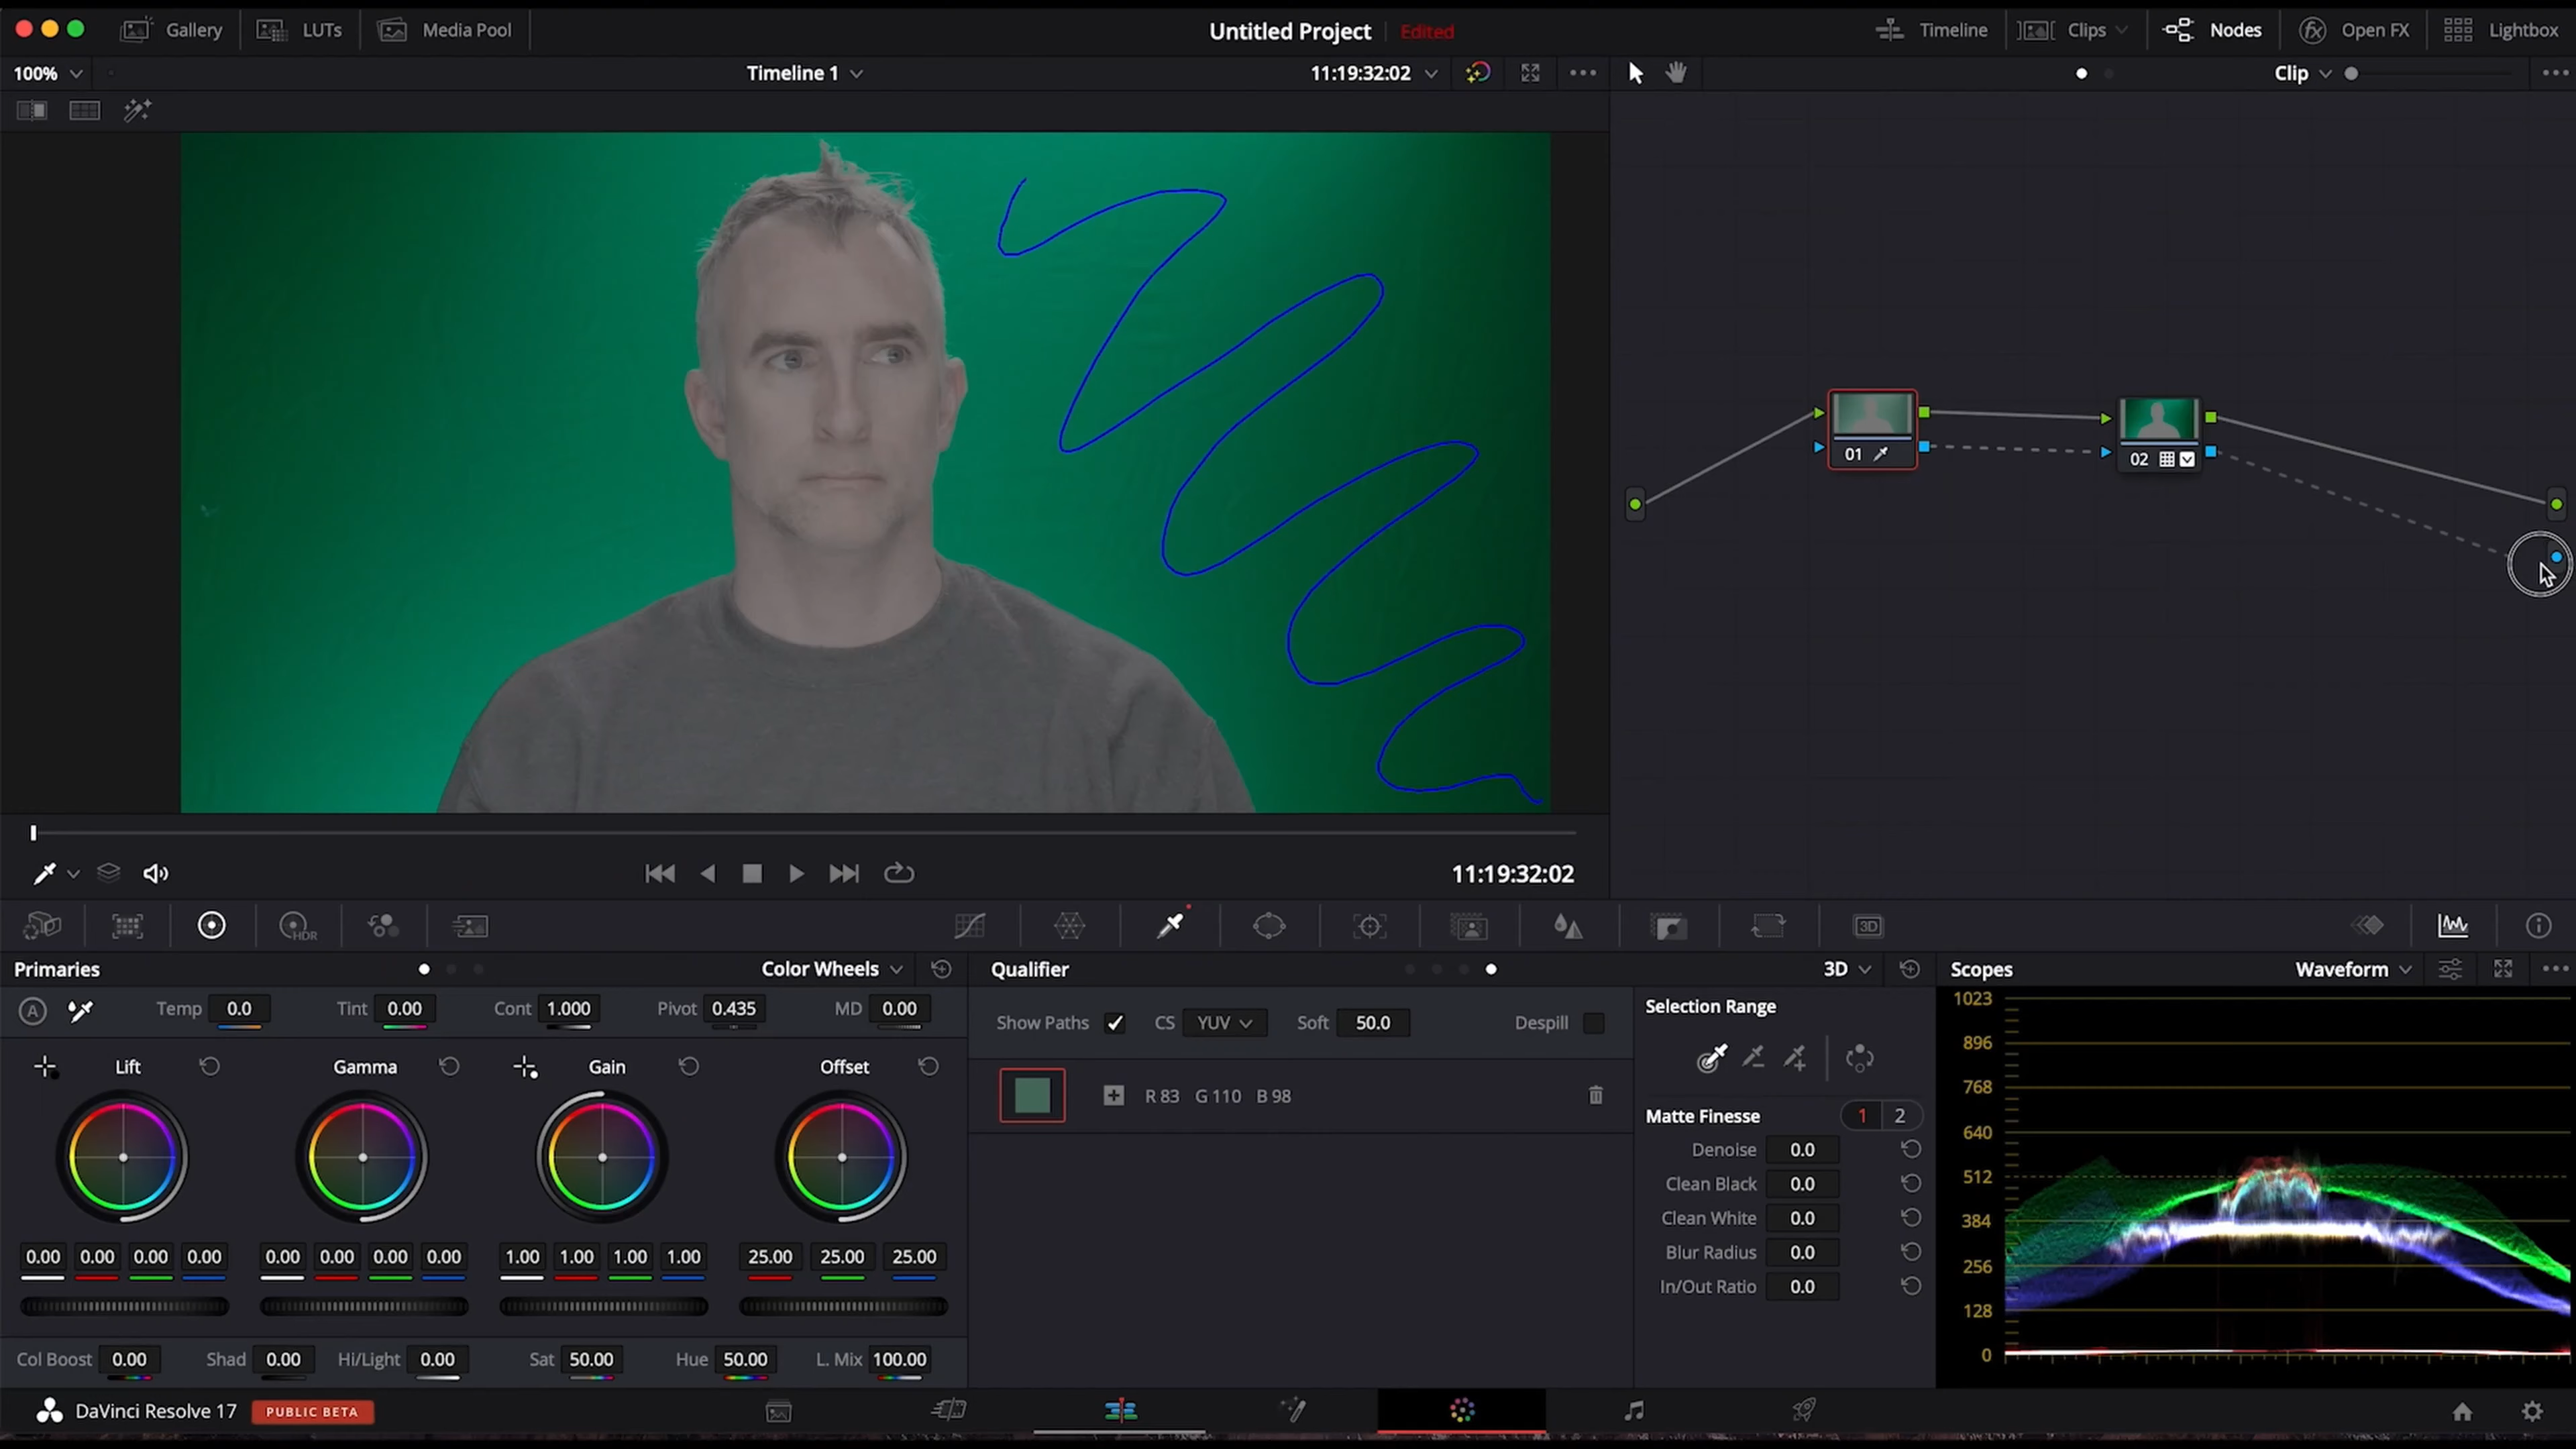 Gallery LUTs Media Pool Untitled Project Edited Timeline Clips Nodes Open FX Lightbox
100% Timeline 1 11:19:32:02 Clip
01 02
11:19:32:02
HDR 3D
Primaries Color Wheels Qualifier 3D Scopes Waveform
A Temp 0.0 Tint 0.00 Cont 1.000 Pivot 0.435 MD 0.00
Show Paths CS YUV Soft 50.0 Despill
Selection Range
Lift Gamma Gain Offset
R 83 G 110 B 98
Matte Finesse 1 2
Denoise 0.0
Clean Black 0.0
Clean White 0.0
Blur Radius 0.0
In/Out Ratio 0.0
0.00 0.00 0.00 0.00 0.00 0.00 0.00 0.00 1.00 1.00 1.00 1.00 25.00 25.00 25.00
Col Boost 0.00 Shad 0.00 Hi/Light 0.00 Sat 50.00 Hue 50.00 L. Mix 100.00
1023
896
768
640
512
384
256
128
0
DaVinci Resolve 17 PUBLIC BETA